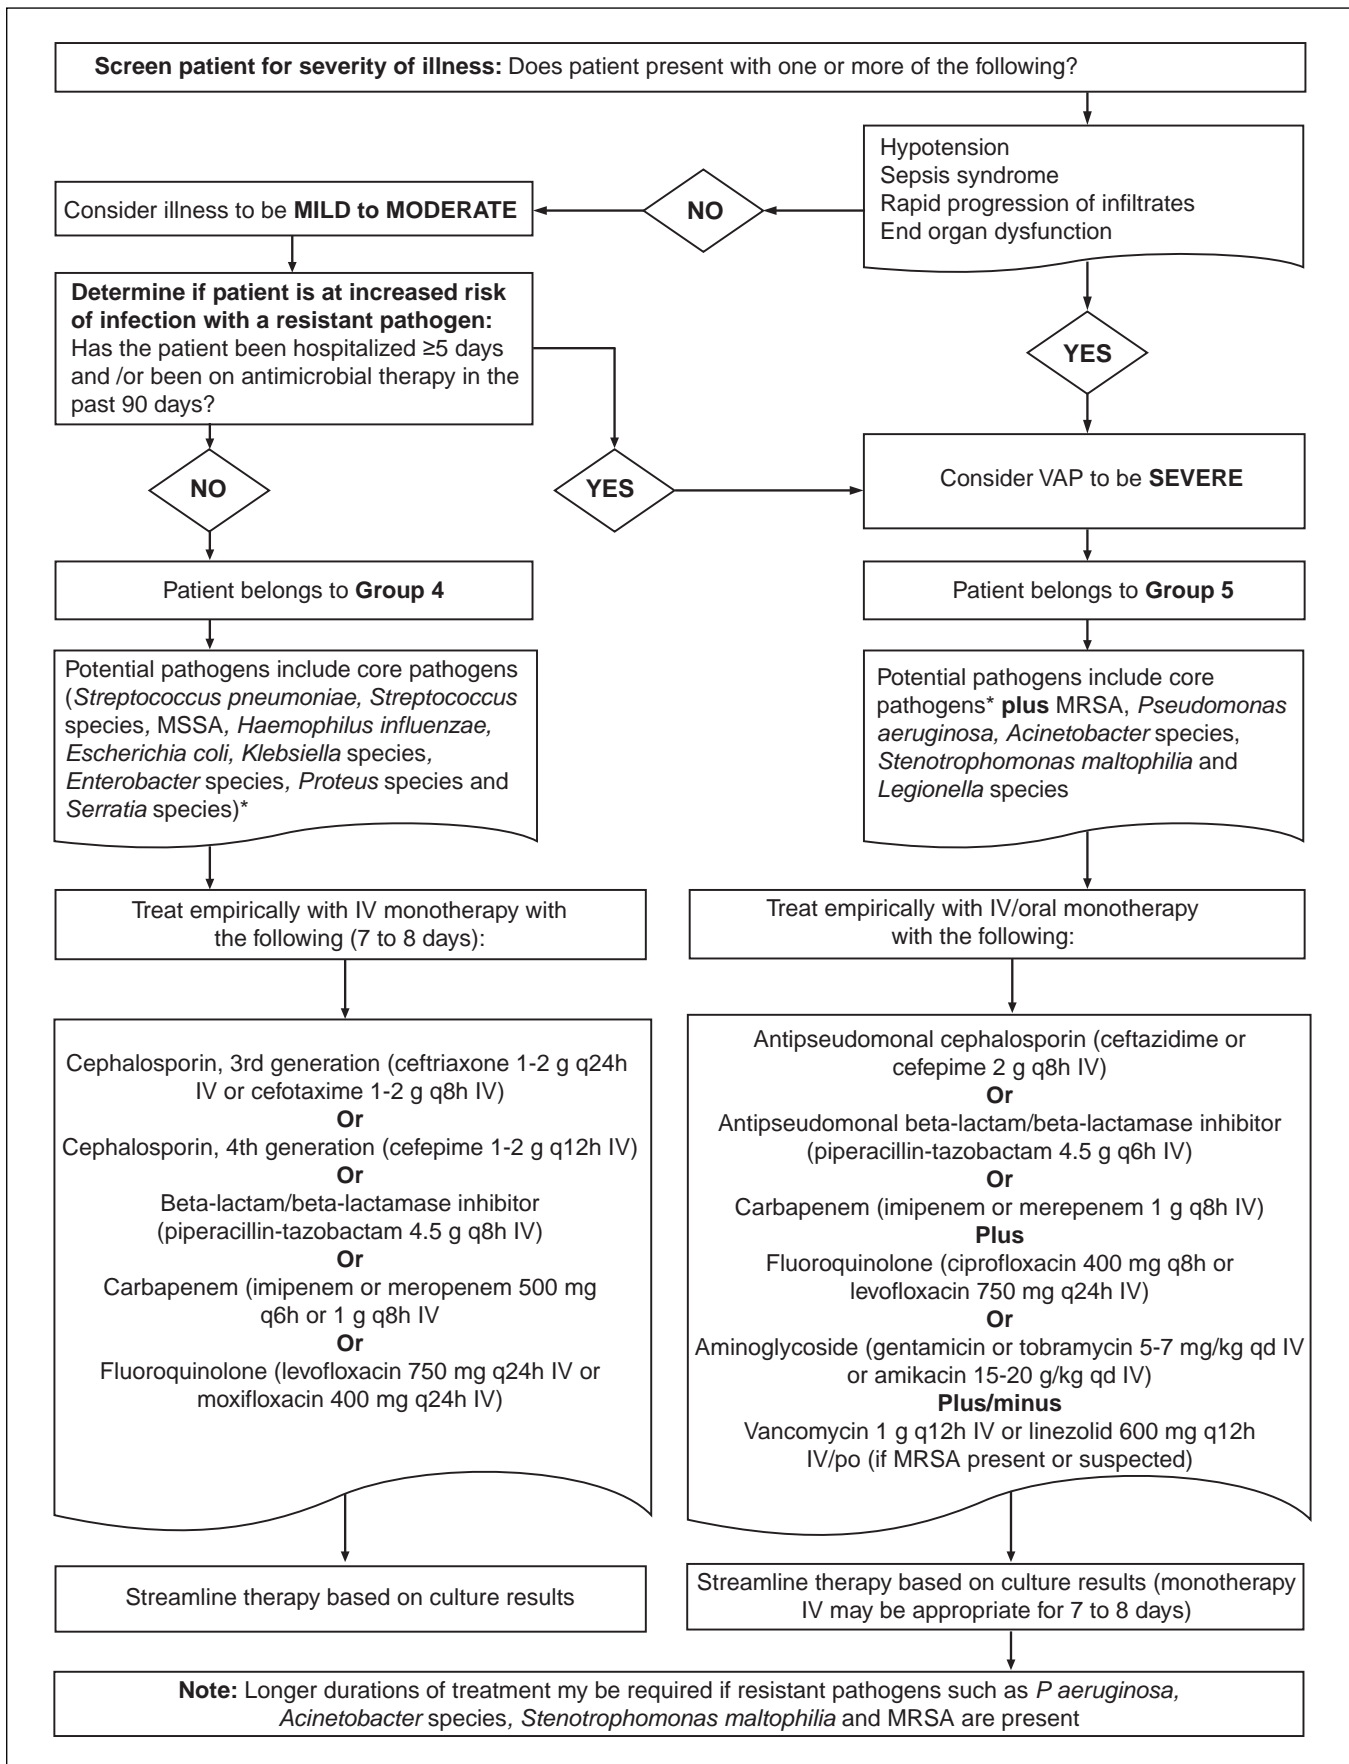 Screen patient for severity of illness: Does patient present with one or more of the following?
Hypotension
Sepsis syndrome
Rapid progression of infiltrates
End organ dysfunction
NO
Consider illness to be MILD to MODERATE
Determine if patient is at increased risk
of infection with a resistant pathogen:
Has the patient been hospitalized ≥5 days
and /or been on antimicrobial therapy in the
past 90 days?
YES
NO
YES
Consider VAP to be SEVERE
Patient belongs to Group 4
Patient belongs to Group 5
Potential pathogens include core pathogens
(Streptococcus pneumoniae, Streptococcus
species, MSSA, Haemophilus influenzae,
Escherichia coli, Klebsiella species,
Enterobacter species, Proteus species and
Serratia species)*
Potential pathogens include core
pathogens* plus MRSA, Pseudomonas
aeruginosa, Acinetobacter species,
Stenotrophomonas maltophilia and
Legionella species
Treat empirically with IV monotherapy with
the following (7 to 8 days):
Treat empirically with IV/oral monotherapy
with the following:
Cephalosporin, 3rd generation (ceftriaxone 1-2 g q24h
IV or cefotaxime 1-2 g q8h IV)
Or
Cephalosporin, 4th generation (cefepime 1-2 g q12h IV)
Or
Beta-lactam/beta-lactamase inhibitor
(piperacillin-tazobactam 4.5 g q8h IV)
Or
Carbapenem (imipenem or meropenem 500 mg
q6h or 1 g q8h IV
Or
Fluoroquinolone (levofloxacin 750 mg q24h IV or
moxifloxacin 400 mg q24h IV)
Antipseudomonal cephalosporin (ceftazidime or
cefepime 2 g q8h IV)
Or
Antipseudomonal beta-lactam/beta-lactamase inhibitor
(piperacillin-tazobactam 4.5 g q6h IV)
Or
Carbapenem (imipenem or merepenem 1 g q8h IV)
Plus
Fluoroquinolone (ciprofloxacin 400 mg q8h or
levofloxacin 750 mg q24h IV)
Or
Aminoglycoside (gentamicin or tobramycin 5-7 mg/kg qd IV
or amikacin 15-20 g/kg qd IV)
Plus/minus
Vancomycin 1 g q12h IV or linezolid 600 mg q12h
IV/po (if MRSA present or suspected)
Streamline therapy based on culture results
Streamline therapy based on culture results (monotherapy
IV may be appropriate for 7 to 8 days)
Note: Longer durations of treatment my be required if resistant pathogens such as P aeruginosa,
Acinetobacter species, Stenotrophomonas maltophilia and MRSA are present